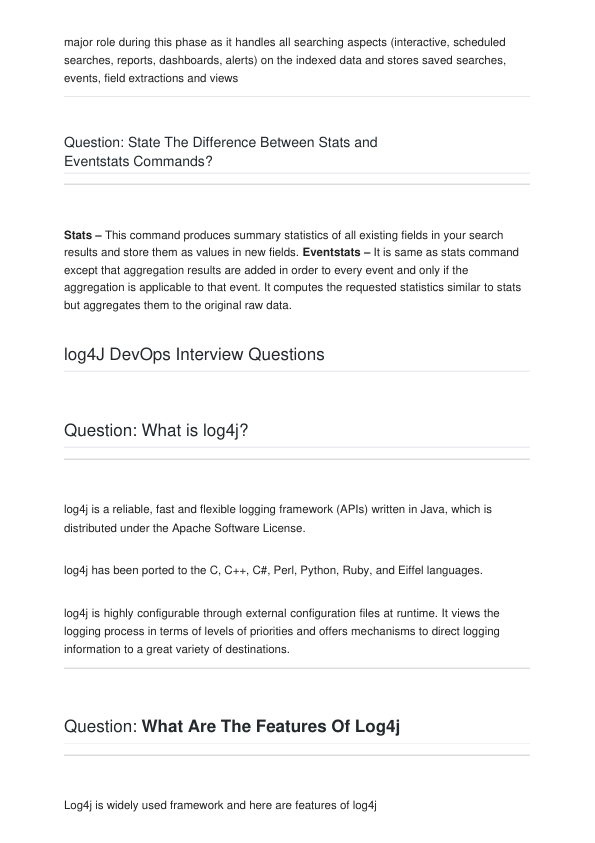 major role during this phase as it handles all searching aspects (interactive, scheduled
searches, reports, dashboards, alerts) on the indexed data and stores saved searches,
events, field extractions and views
Question: State The Difference Between Stats and
Eventstats Commands?
Stats – This command produces summary statistics of all existing fields in your search
results and store them as values in new fields. Eventstats – It is same as stats command
except that aggregation results are added in order to every event and only if the
aggregation is applicable to that event. It computes the requested statistics similar to stats
but aggregates them to the original raw data.
log4J DevOps Interview Questions
Question: What is log4j?
log4j is a reliable, fast and flexible logging framework (APIs) written in Java, which is
distributed under the Apache Software License.
log4j has been ported to the C, C++, C#, Perl, Python, Ruby, and Eiffel languages.
log4j is highly configurable through external configuration files at runtime. It views the
logging process in terms of levels of priorities and offers mechanisms to direct logging
information to a great variety of destinations.
Question: What Are The Features Of Log4j
Log4j is widely used framework and here are features of log4j